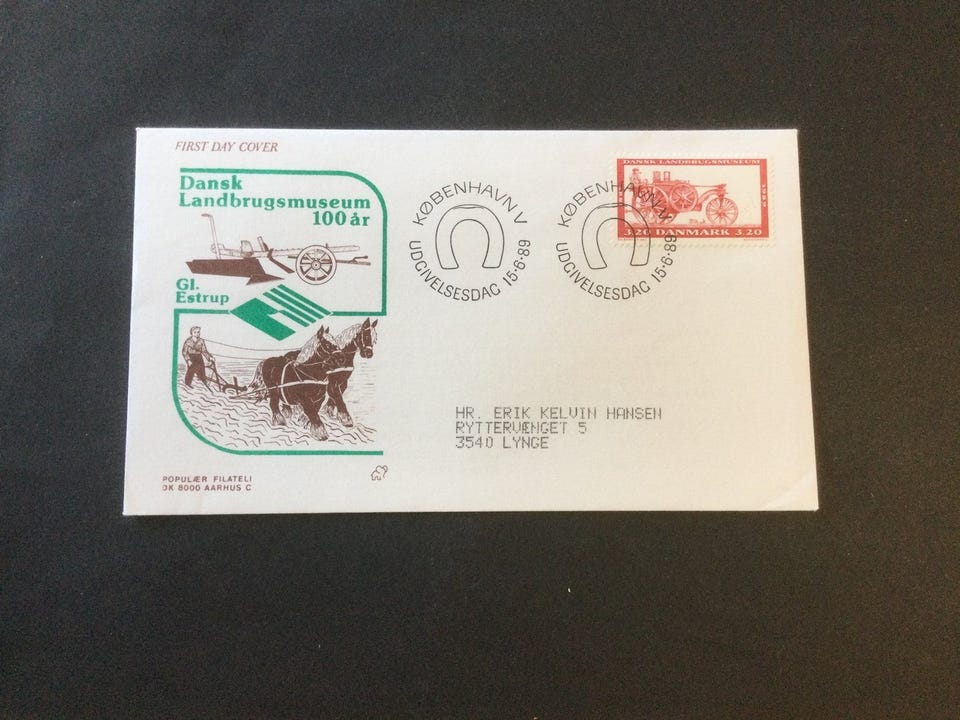 FIRST DAY COVER
Dansk
Landbrugsmuseum
100 år
Gl.
Estrup
POPULÆR FILATELI
DK 8000 AARHUS C
KØBENHAVN V
UDGIVELSESDAG 15·6·89
KØBENHAVN V
UDGIVELSESDAG 15·6·89
DANSK LANDBRUGSMUSEUM
1989
3.20 DANMARK 3.20
HR. ERIK KELVIN HANSEN
RYTTERVÆNGET 5
3540 LYNGE